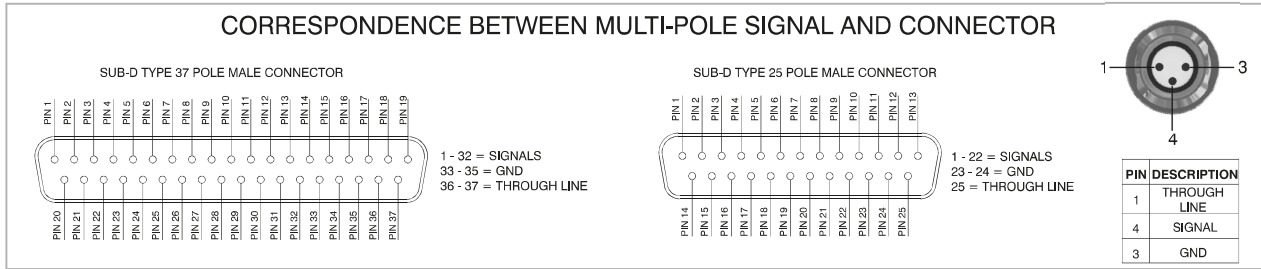 CORRESPONDENCE BETWEEN MULTI-POLE SIGNAL AND CONNECTOR
SUB-D TYPE 37 POLE MALE CONNECTOR
PIN 1 PIN 2 PIN 3 PIN 4 PIN 5 PIN 6 PIN 7 PIN 8 PIN 9 PIN 10 PIN 11 PIN 12 PIN 13 PIN 14 PIN 15 PIN 16 PIN 17 PIN 18 PIN 19
1 - 32 = SIGNALS
33 - 35 = GND
36 - 37 = THROUGH LINE
PIN 20 PIN 21 PIN 22 PIN 23 PIN 24 PIN 25 PIN 26 PIN 27 PIN 28 PIN 29 PIN 30 PIN 31 PIN 32 PIN 33 PIN 34 PIN 35 PIN 36 PIN 37
SUB-D TYPE 25 POLE MALE CONNECTOR
PIN 1 PIN 2 PIN 3 PIN 4 PIN 5 PIN 6 PIN 7 PIN 8 PIN 9 PIN 10 PIN 11 PIN 12 PIN 13
1 - 22 = SIGNALS
23 - 24 = GND
25 = THROUGH LINE
PIN 14 PIN 15 PIN 16 PIN 17 PIN 18 PIN 19 PIN 20 PIN 21 PIN 22 PIN 23 PIN 24 PIN 25
1 3
4
PIN DESCRIPTION
1 THROUGH
LINE
4 SIGNAL
3 GND